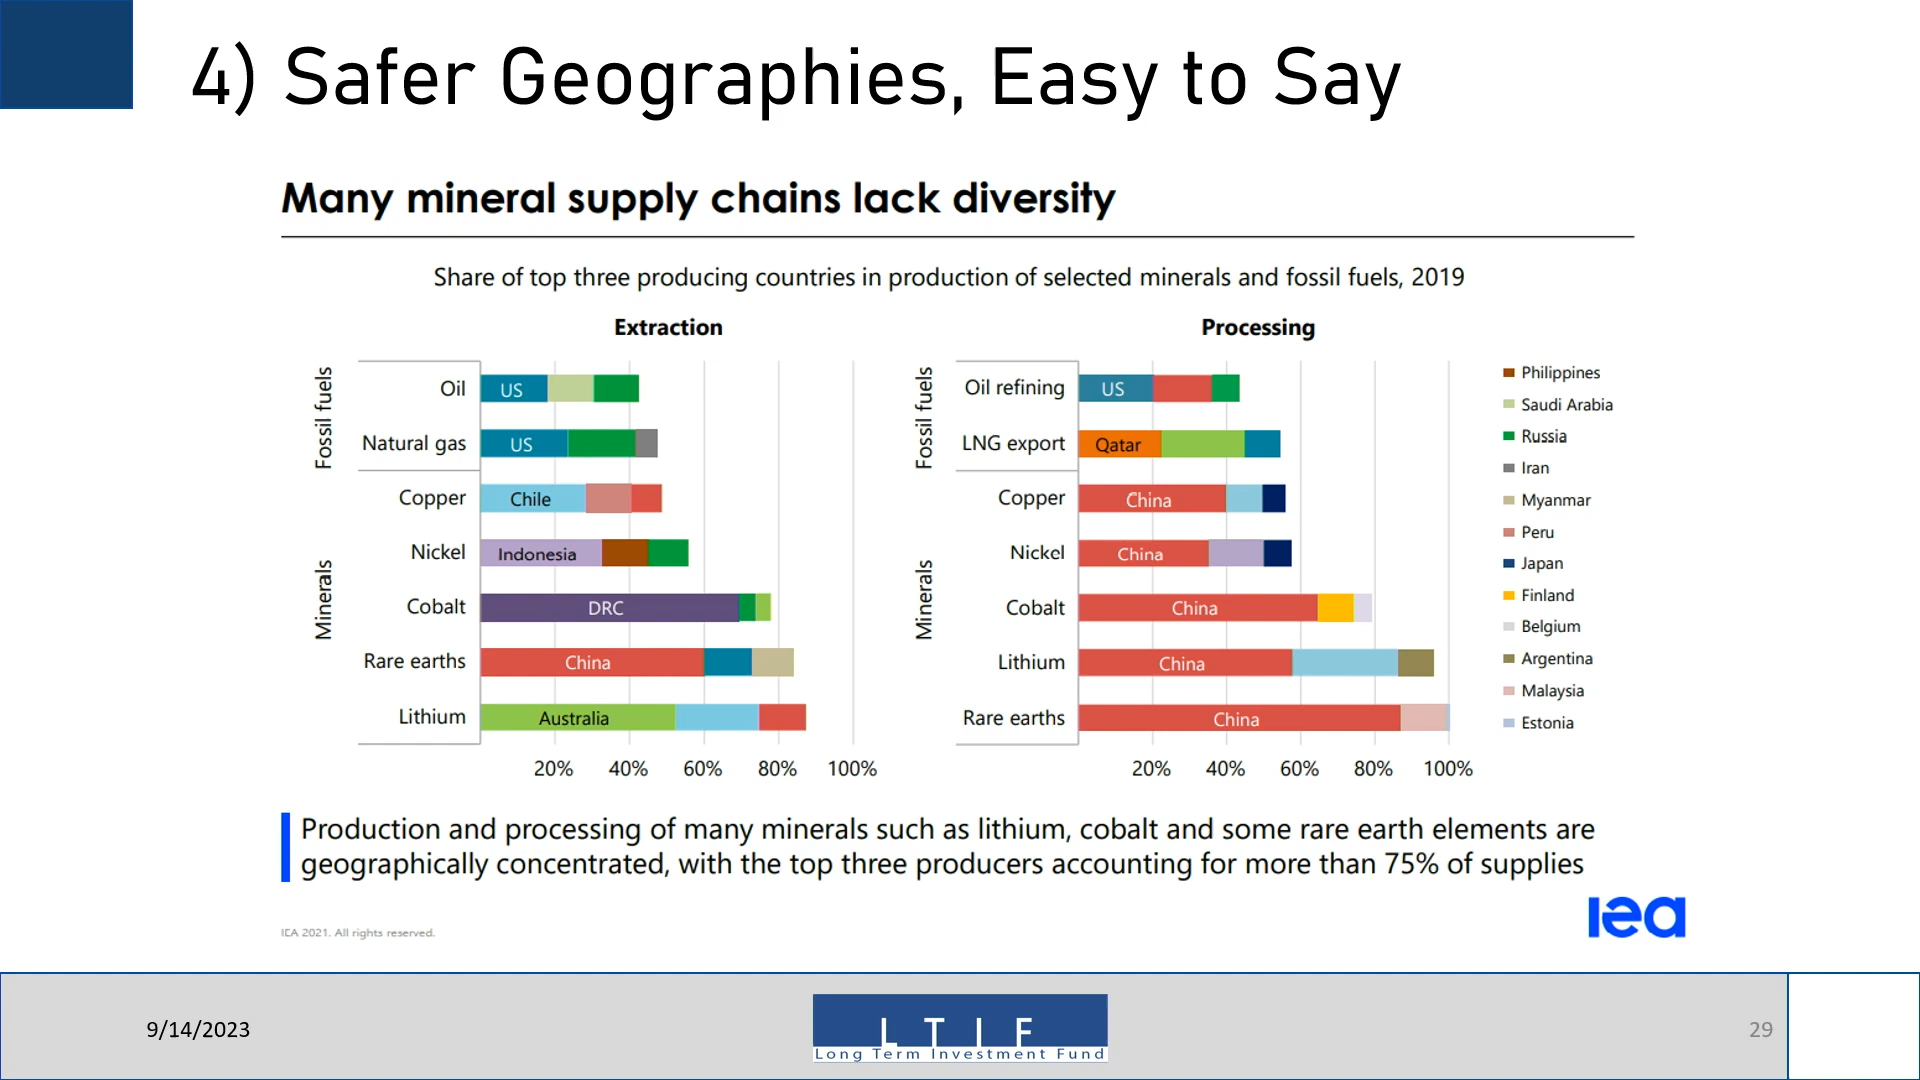 4) Safer Geographies, Easy to Say
Many mineral supply chains lack diversity
Share of top three producing countries in production of selected minerals and fossil fuels, 2019
Extraction
Fossil fuels
Minerals
Oil
US
Natural gas
US
Copper
Chile
Nickel
Indonesia
Cobalt
DRC
Rare earths
China
Lithium
Australia
20% 40% 60% 80% 100%
Processing
Fossil fuels
Minerals
Oil refining
US
LNG export
Qatar
Copper
China
Nickel
China
Cobalt
China
Lithium
China
Rare earths
China
20% 40% 60% 80% 100%
Philippines
Saudi Arabia
Russia
Iran
Myanmar
Peru
Japan
Finland
Belgium
Argentina
Malaysia
Estonia
Production and processing of many minerals such as lithium, cobalt and some rare earth elements are
geographically concentrated, with the top three producers accounting for more than 75% of supplies
IEA 2021. All rights reserved.
iea
9/14/2023
LTIF
Long Term Investment Fund
29